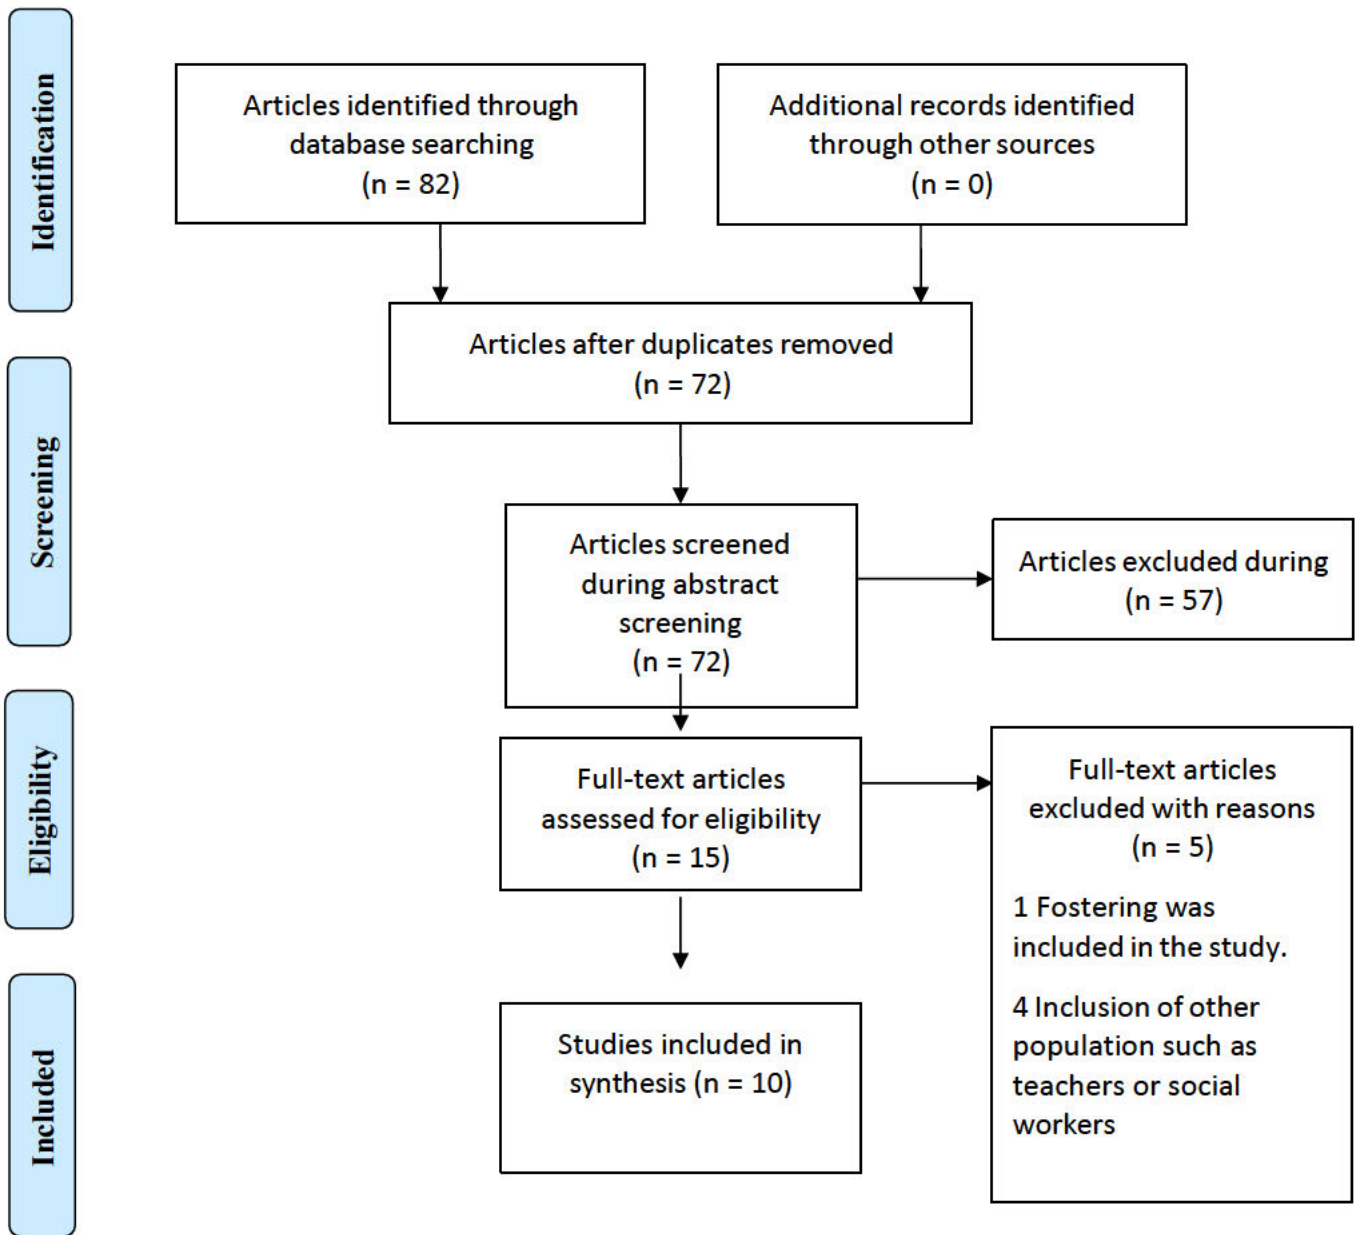 Identification
Articles identified through
database searching
(n = 82)
Additional records identified
through other sources
(n = 0)
Articles after duplicates removed
(n = 72)
Screening
Articles screened
during abstract
screening
(n = 72)
Articles excluded during
(n = 57)
Eligibility
Full-text articles
assessed for eligibility
(n = 15)
Full-text articles
excluded with reasons
(n = 5)
1 Fostering was
included in the study.
4 Inclusion of other
population such as
teachers or social
workers
Included
Studies included in
synthesis (n = 10)